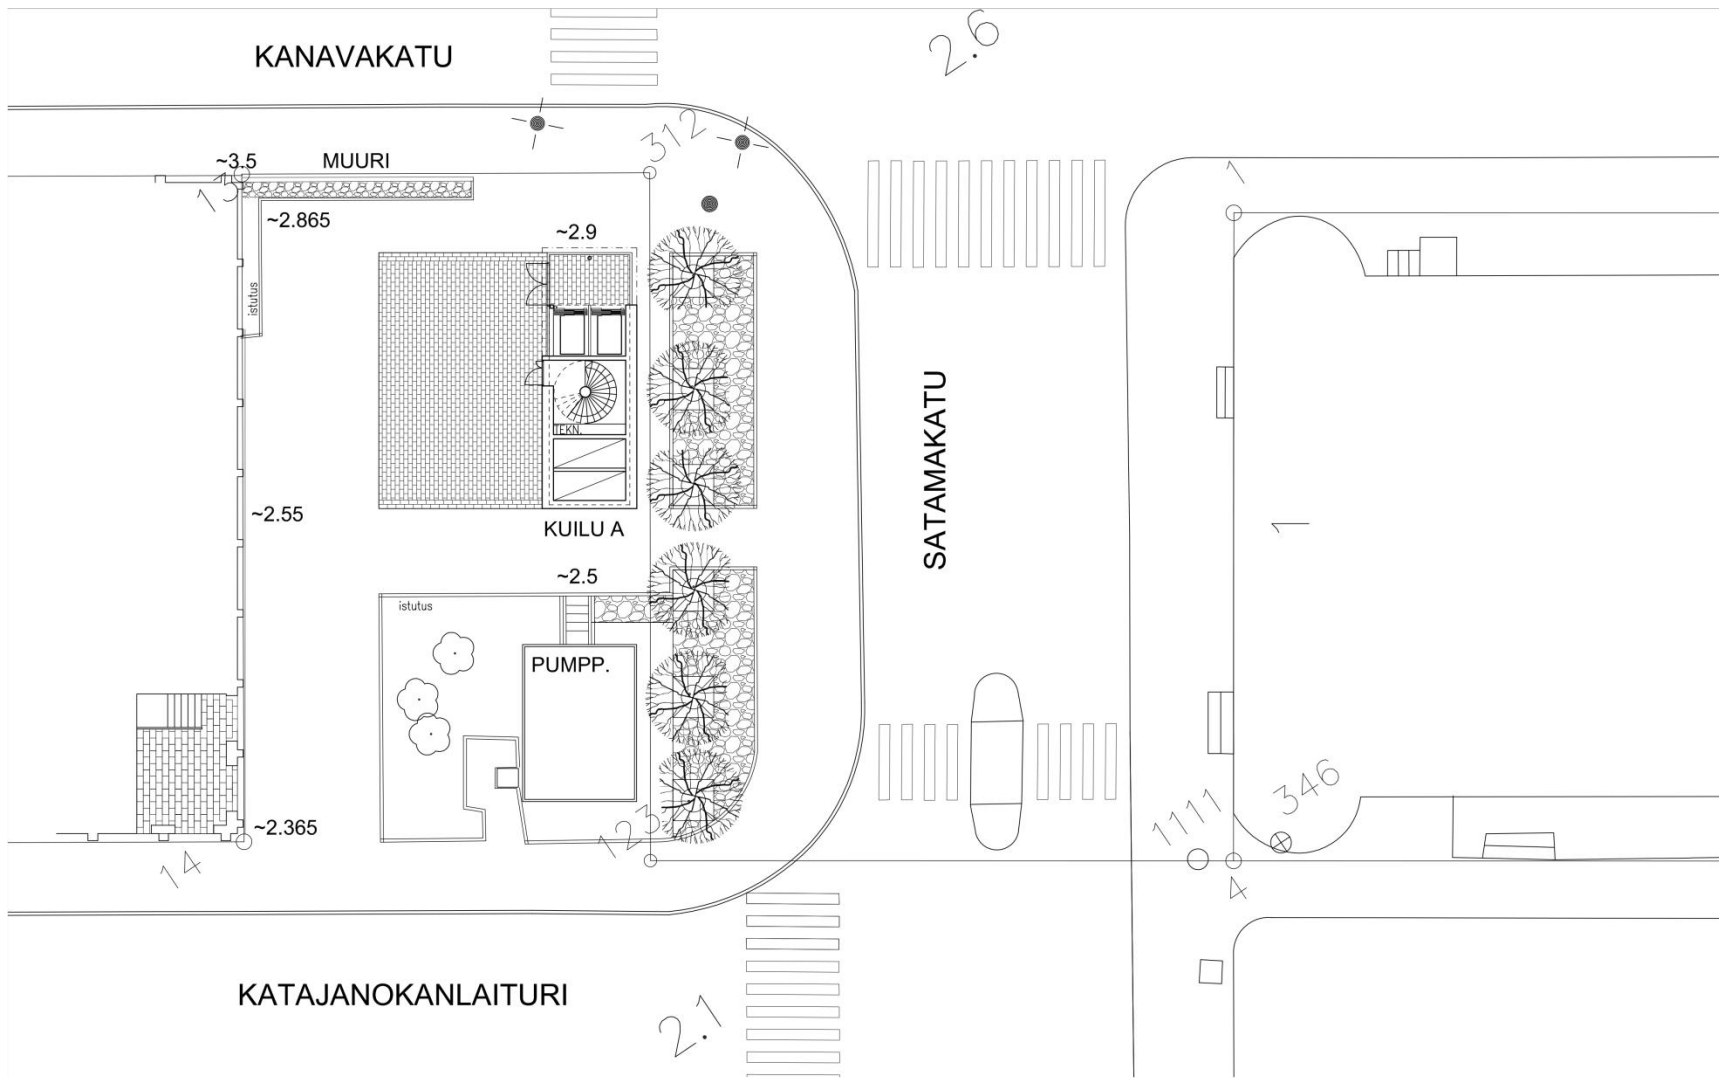 2.6
KANAVAKATU
312
~3.5
MUURI
13
1
~2.865
~2.9
istutus
SATAMAKATU
TEKN.
~2.55
KUILU A
1
~2.5
istutus
PUMPP.
346
1111
~2.365
123
14
4
KATAJANOKANLAITURI
2.1